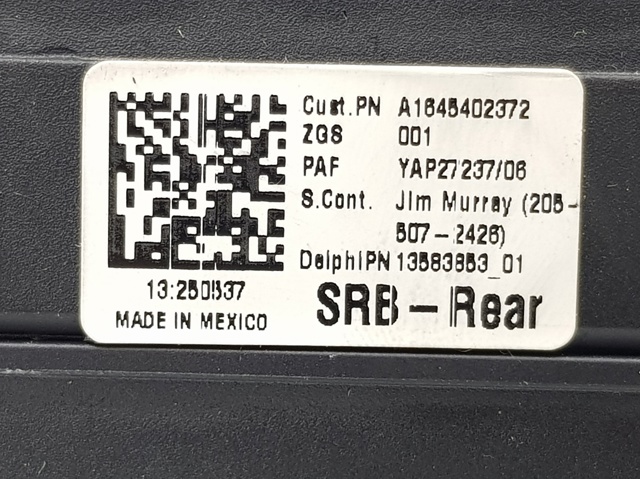 Cust.PN A1645402372
ZGS 001
PAF YAP27237/06
S.Cont. Jim Murray (205-
507-2426)
DelphiPN 13583853_01
13:250537
MADE IN MEXICO
SRB-Rear